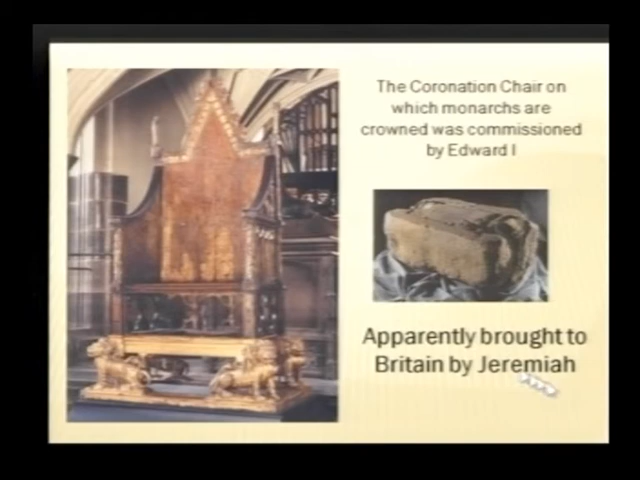 The Coronation Chair on
which monarchs are
crowned was commissioned
by Edward I
Apparently brought to
Britain by Jeremiah